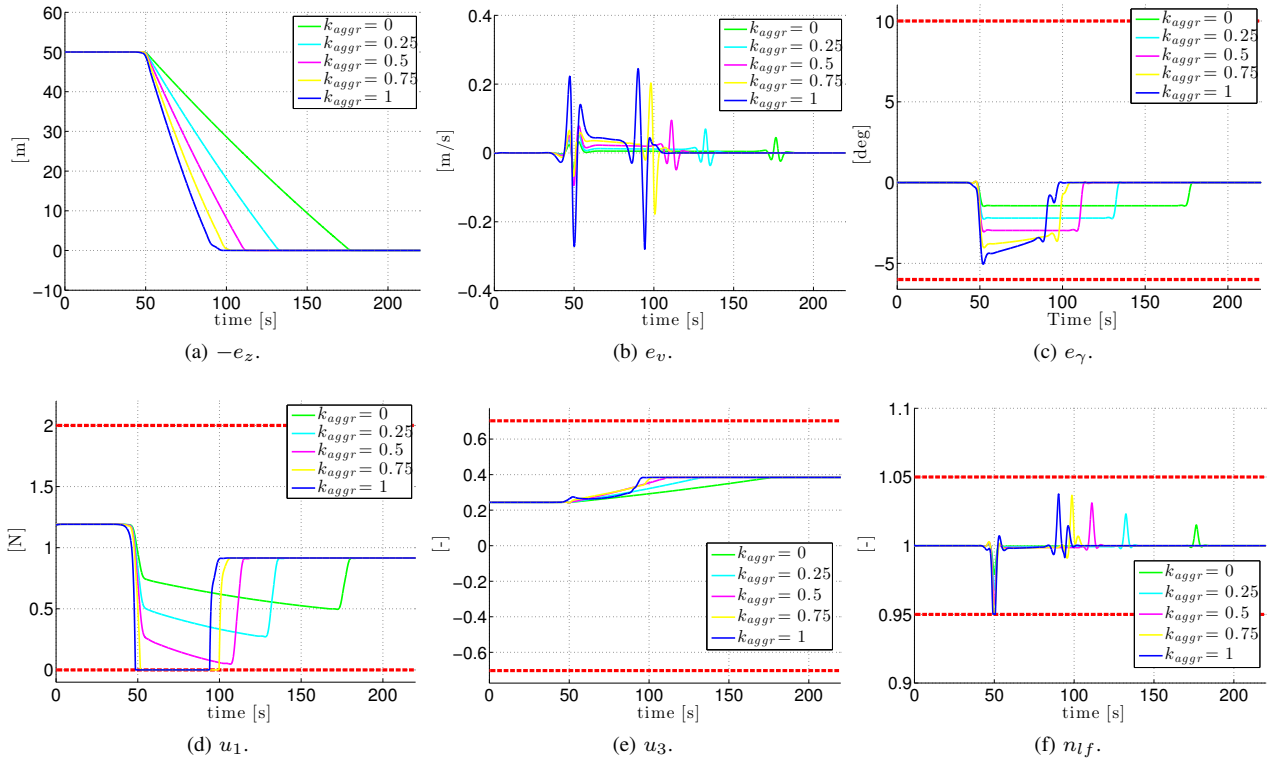 60
50
40
30
20
10
0
−10
[m]
0
50
100
150
200
time [s]
k_aggr = 0
k_aggr = 0.25
k_aggr = 0.5
k_aggr = 0.75
k_aggr = 1
(a) −e_z.
0.4
0.2
0
−0.2
−0.4
[m/s]
0
50
100
150
200
time [s]
k_aggr = 0
k_aggr = 0.25
k_aggr = 0.5
k_aggr = 0.75
k_aggr = 1
(b) e_v.
10
5
0
−5
[deg]
0
50
100
150
200
Time [s]
k_aggr = 0
k_aggr = 0.25
k_aggr = 0.5
k_aggr = 0.75
k_aggr = 1
(c) e_γ.
2
1.5
1
0.5
0
[N]
0
50
100
150
200
time [s]
k_aggr = 0
k_aggr = 0.25
k_aggr = 0.5
k_aggr = 0.75
k_aggr = 1
(d) u_1.
0.6
0.4
0.2
0
−0.2
−0.4
−0.6
[-]
0
50
100
150
200
time [s]
k_aggr = 0
k_aggr = 0.25
k_aggr = 0.5
k_aggr = 0.75
k_aggr = 1
(e) u_3.
1.1
1.05
1
0.95
0.9
[-]
0
50
100
150
200
time [s]
k_aggr = 0
k_aggr = 0.25
k_aggr = 0.5
k_aggr = 0.75
k_aggr = 1
(f) n_lf.